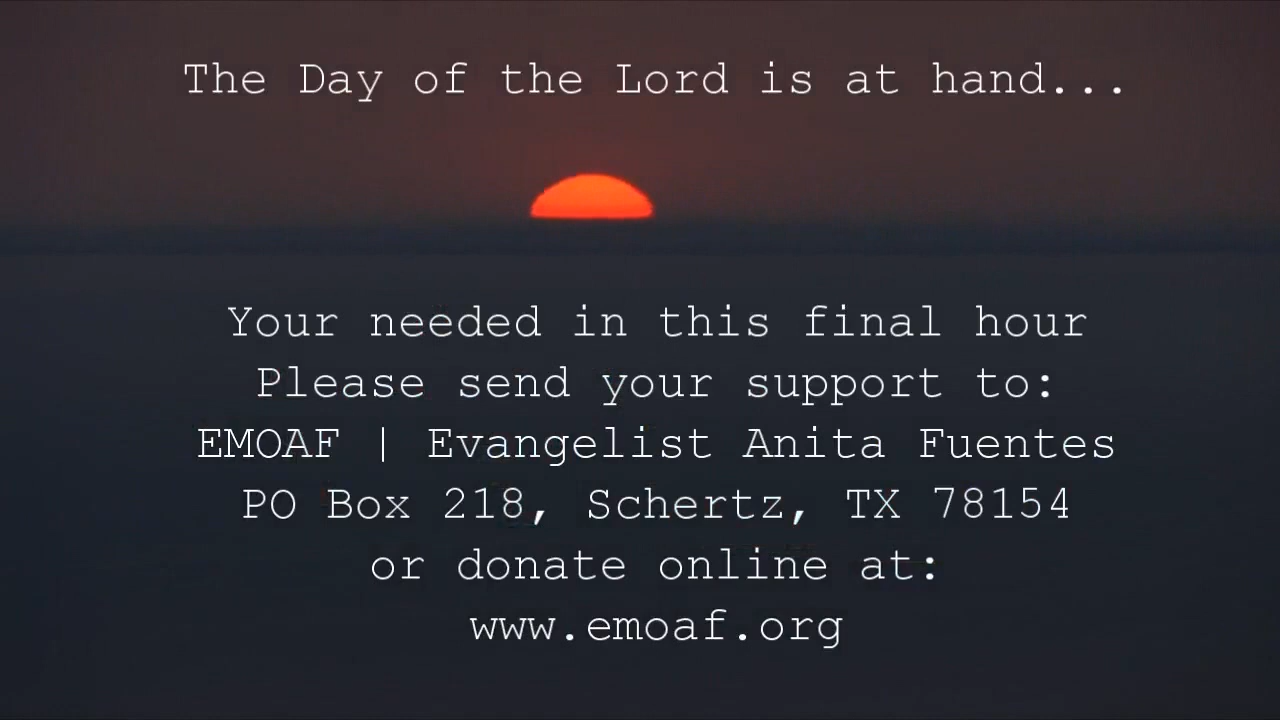 The Day of the Lord is at hand...
Your needed in this final hour
Please send your support to:
EMOAF | Evangelist Anita Fuentes
PO Box 218, Schertz, TX 78154
or donate online at:
www.emoaf.org